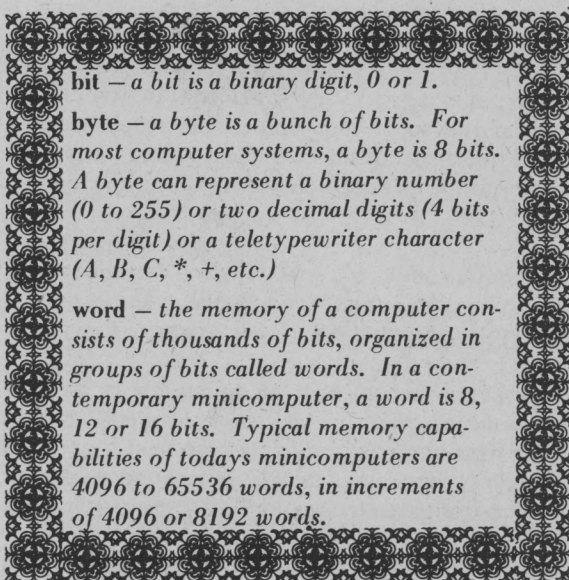 bit – a bit is a binary digit, 0 or 1.
byte – a byte is a bunch of bits. For
most computer systems, a byte is 8 bits.
A byte can represent a binary number
(0 to 255) or two decimal digits (4 bits
per digit) or a teletypewriter character
(A, B, C, *, +, etc.)
word – the memory of a computer con-
sists of thousands of bits, organized in
groups of bits called words. In a con-
temporary minicomputer, a word is 8,
12 or 16 bits. Typical memory capa-
bilities of todays minicomputers are
4096 to 65536 words, in increments
of 4096 or 8192 words.